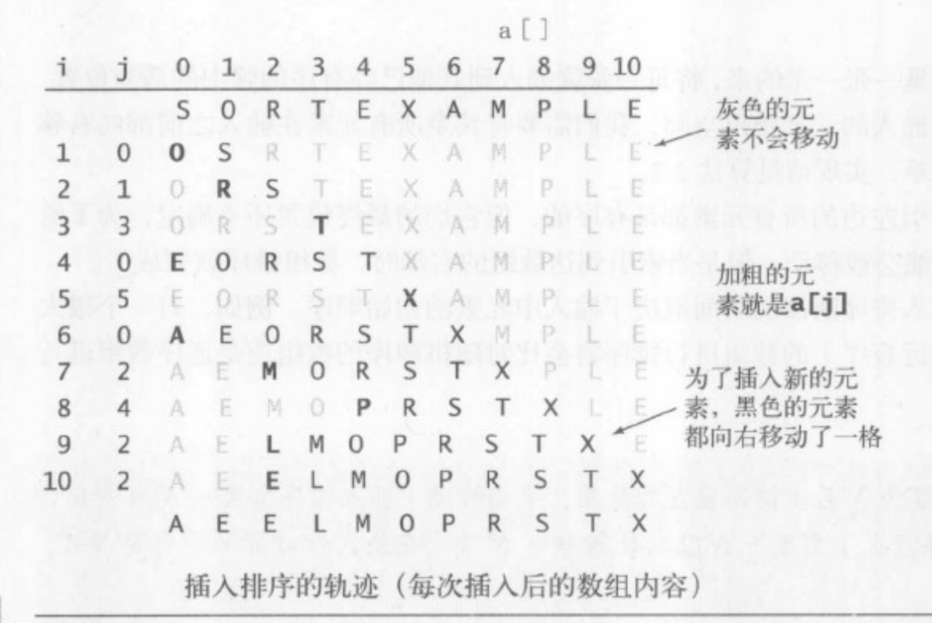 a[]
i j 0 1 2 3 4 5 6 7 8 9 10
S O R T E X A M P L E
灰色的元
素不会移动
1 0 O S R T E X A M P L E
2 1 O R S T E X A M P L E
3 3 O R S T E X A M P L E
4 0 E O R S T X A M P L E
加粗的元
素就是a[j]
5 5 E O R S T X A M P L E
6 0 A E O R S T X M P L E
7 2 A E M O R S T X P L E
为了插入新的元
素，黑色的元素
都向右移动了一格
8 4 A E M O P R S T X L E
9 2 A E L M O P R S T X E
10 2 A E E L M O P R S T X
A E E L M O P R S T X
插入排序的轨迹（每次插入后的数组内容）